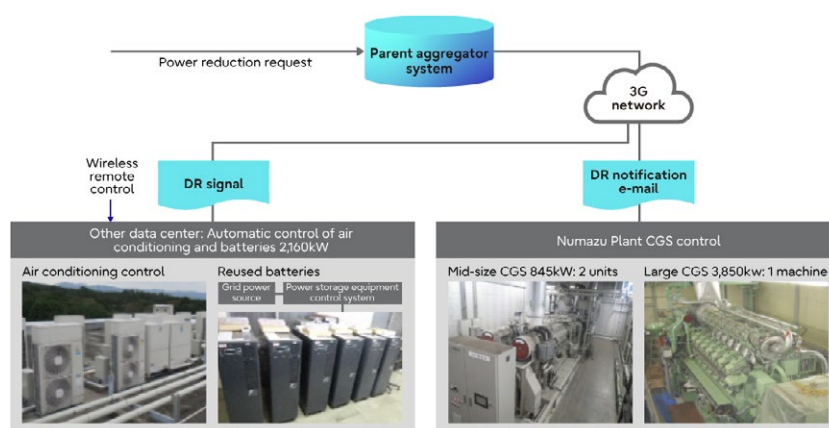 Power reduction request
Parent aggregator
system
3G
network
Wireless
remote
control
DR signal
DR notification
e-mail
Other data center: Automatic control of air
conditioning and batteries 2,160kW
Numazu Plant CGS control
Air conditioning control
Reused batteries
Grid power
source
Power storage equipment
control system
Mid-size CGS 845kW: 2 units
Large CGS 3,850kw: 1 machine